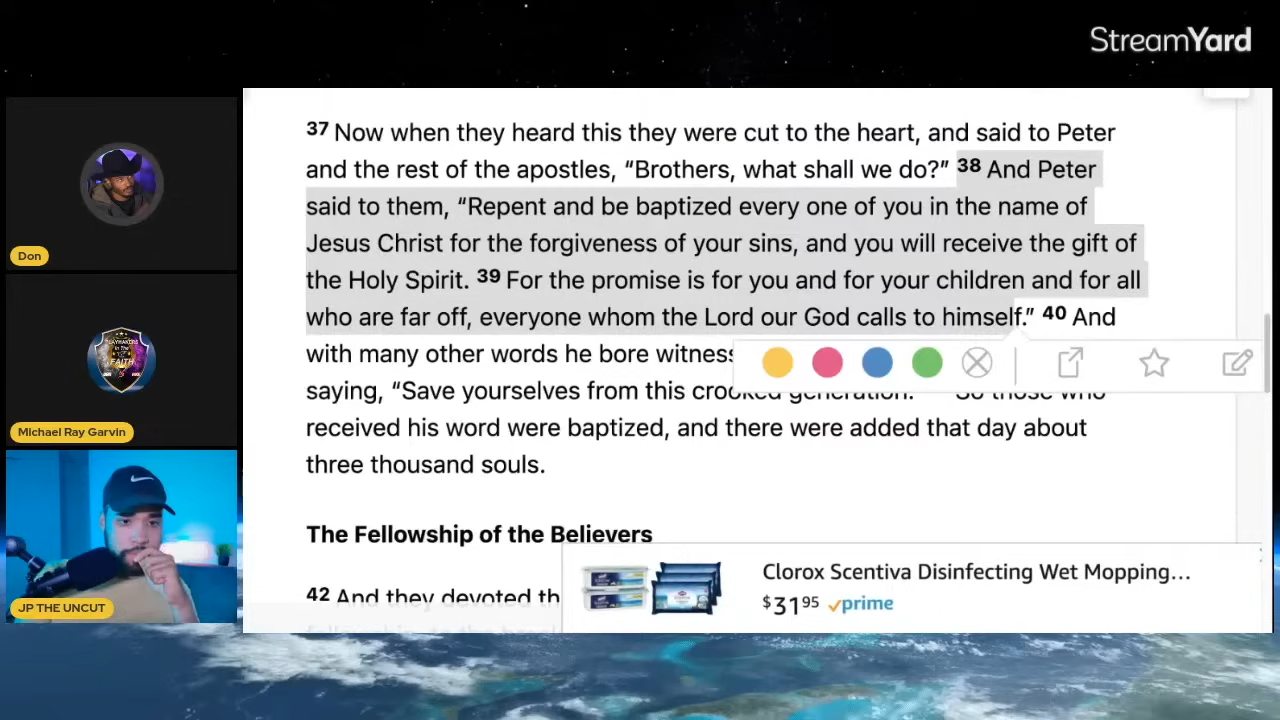 StreamYard
37 Now when they heard this they were cut to the heart, and said to Peter
and the rest of the apostles, “Brothers, what shall we do?” 38 And Peter
said to them, “Repent and be baptized every one of you in the name of
Jesus Christ for the forgiveness of your sins, and you will receive the gift of
the Holy Spirit. 39 For the promise is for you and for your children and for all
who are far off, everyone whom the Lord our God calls to himself.” 40 And
with many other words he bore witness
saying, “Save yourselves from this crooked generation.” So those who
received his word were baptized, and there were added that day about
three thousand souls.
The Fellowship of the Believers
42 And they devoted th
Clorox Scentiva Disinfecting Wet Mopping...
$3195 prime
Don
Michael Ray Garvin
FAITH
JP THE UNCUT